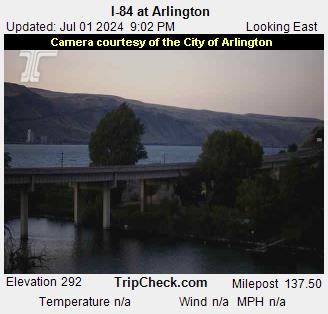 I-84 at Arlington
Updated: Jul 01 2024 9:02 PM Looking East
Camera courtesy of the City of Arlington
Elevation 292 TripCheck.com Milepost 137.50
Temperature n/a Wind n/a MPH n/a